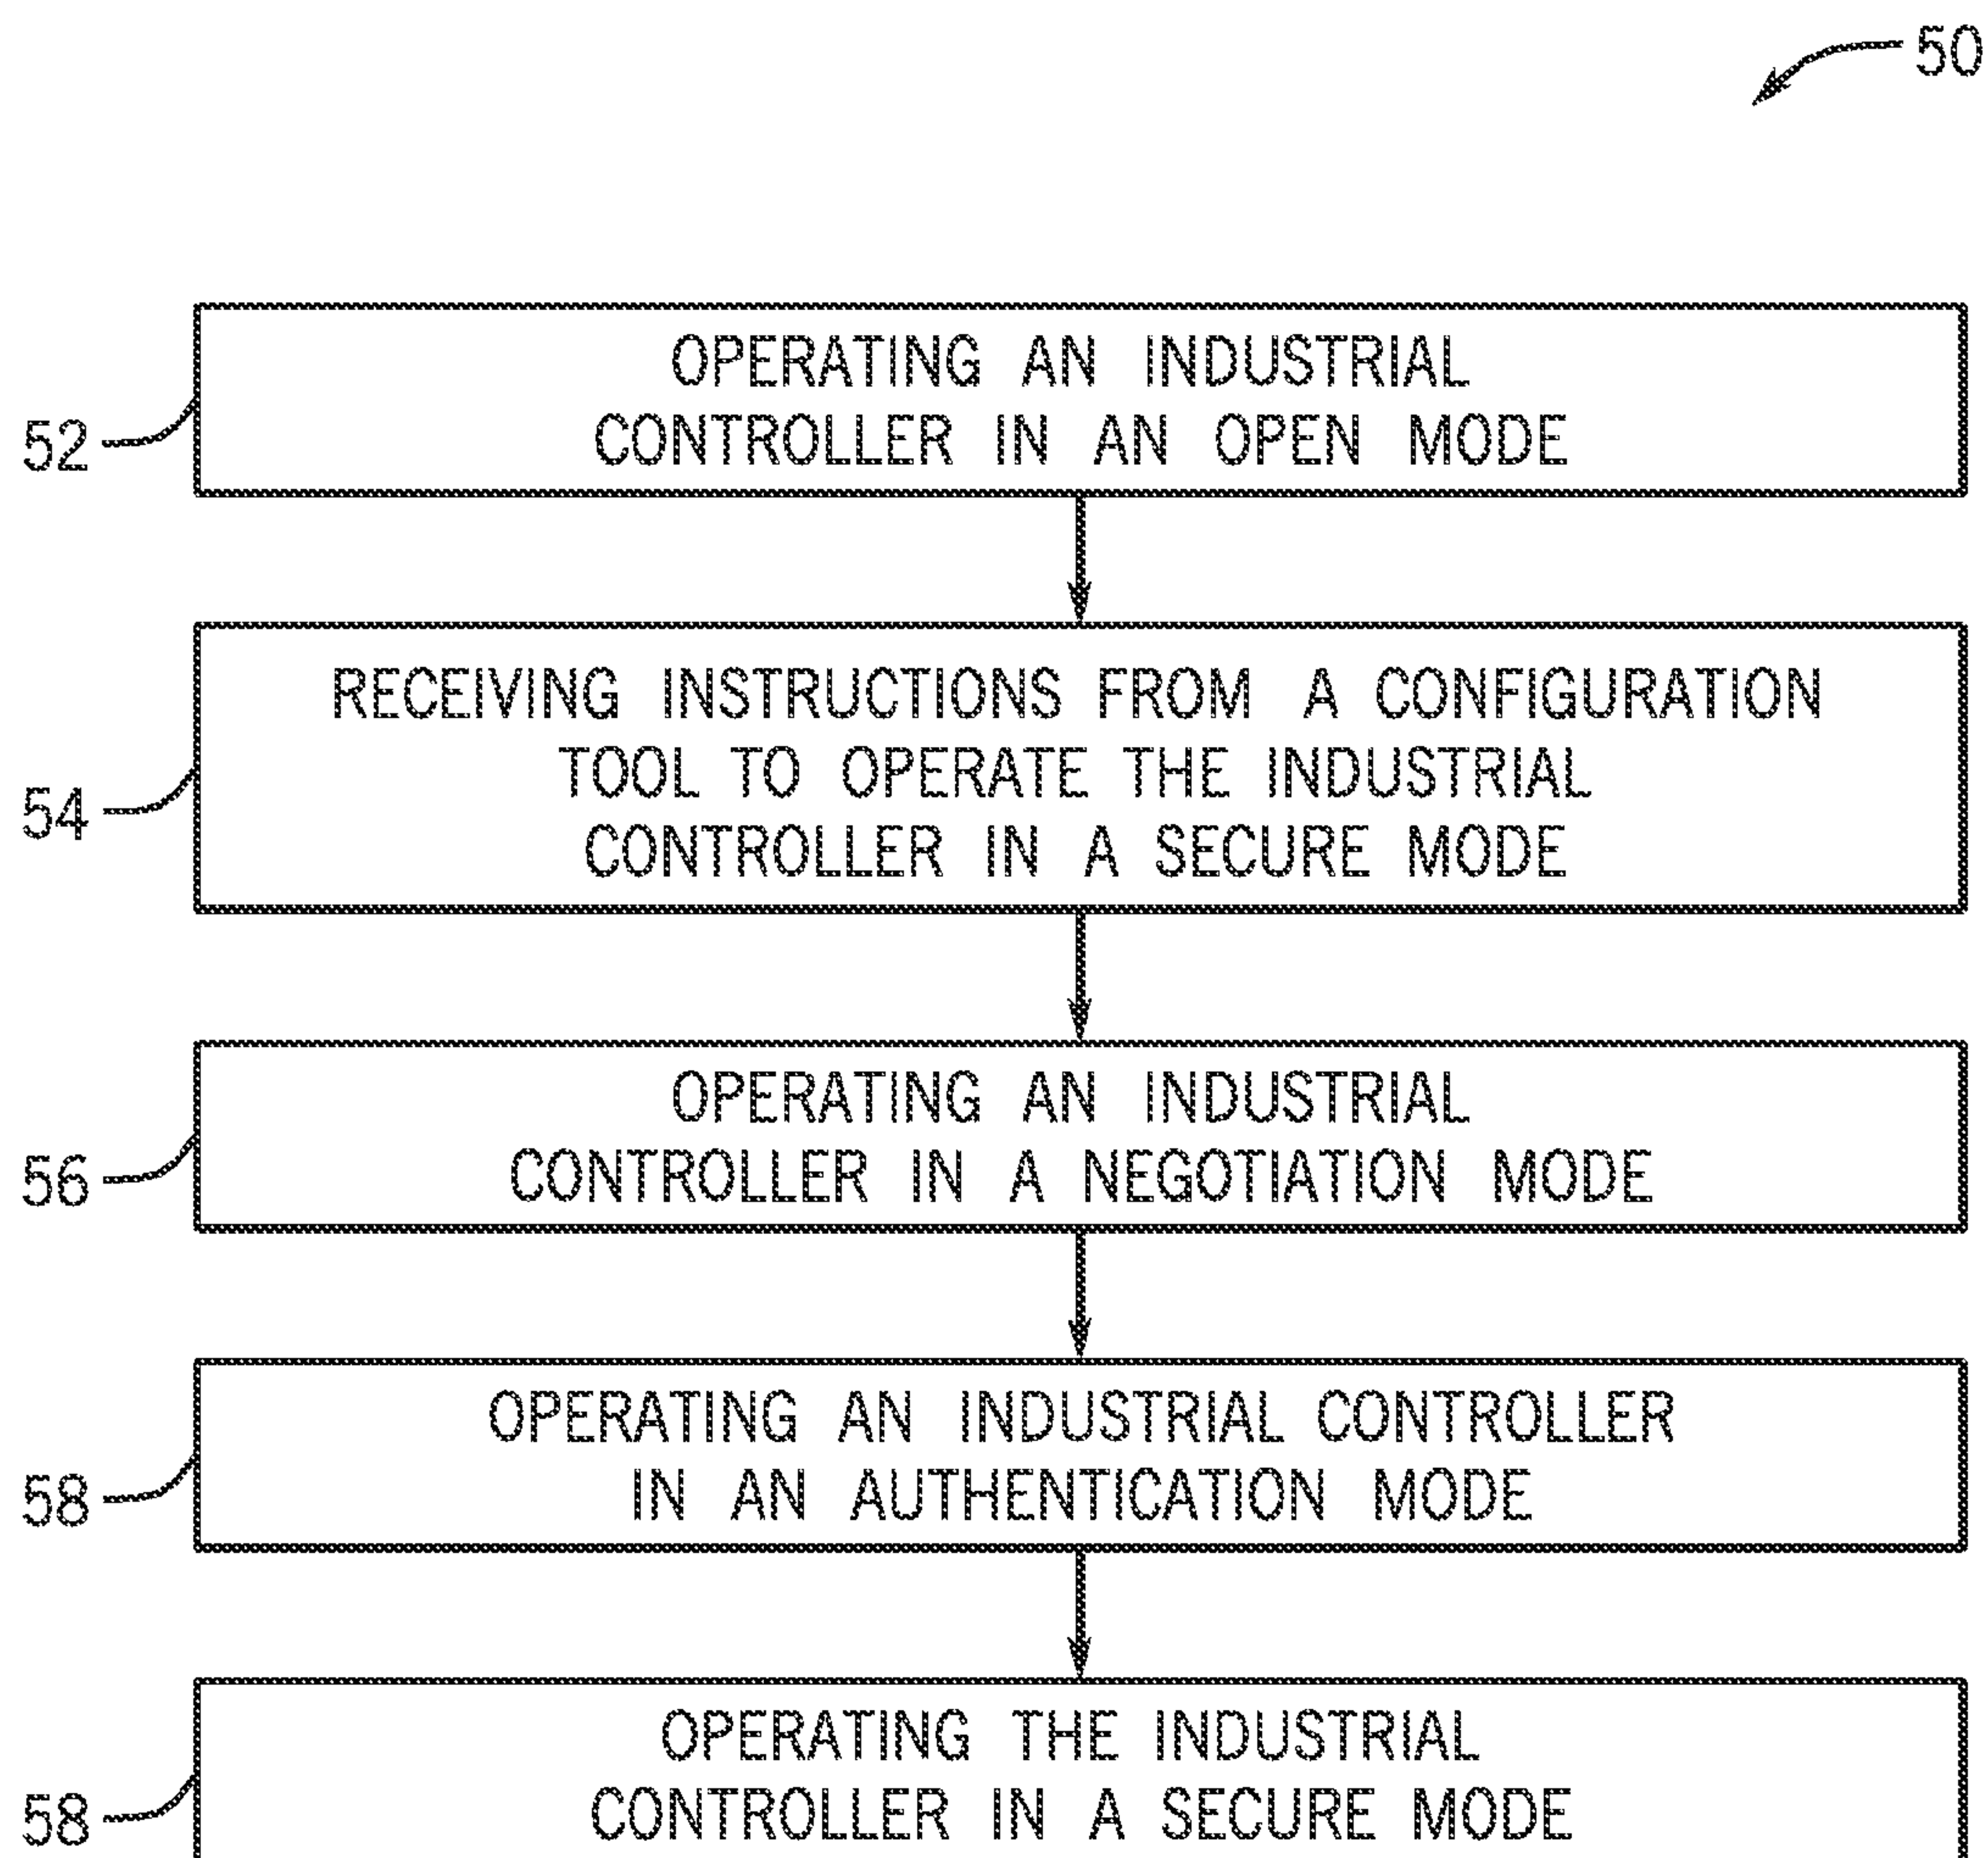 50
OPERATING AN INDUSTRIAL
CONTROLLER IN AN OPEN MODE
52
RECEIVING INSTRUCTIONS FROM A CONFIGURATION
TOOL TO OPERATE THE INDUSTRIAL
CONTROLLER IN A SECURE MODE
54
OPERATING AN INDUSTRIAL
CONTROLLER IN A NEGOTIATION MODE
56
OPERATING AN INDUSTRIAL CONTROLLER
IN AN AUTHENTICATION MODE
58
OPERATING THE INDUSTRIAL
CONTROLLER IN A SECURE MODE
58